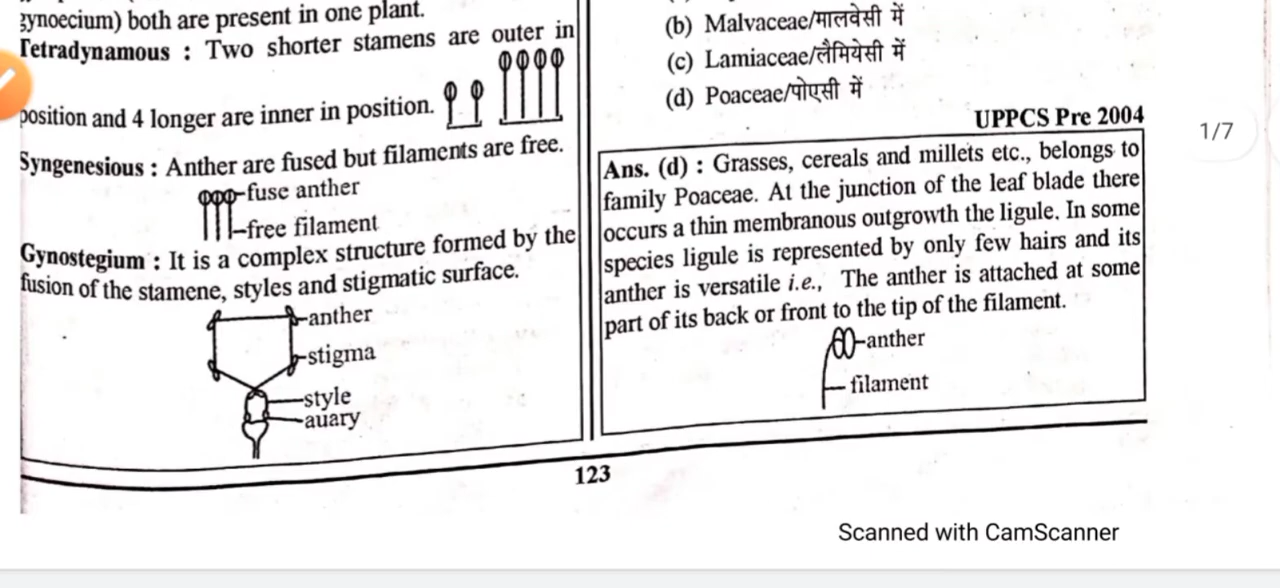 gynoecium) both are present in one plant.
Tetradynamous : Two shorter stamens are outer in
position and 4 longer are inner in position.
Syngenesious : Anther are fused but filaments are free.
fuse anther
free filament
Gynostegium : It is a complex structure formed by the
fusion of the stamene, styles and stigmatic surface.
anther
stigma
style
auary
(b) Malvaceae/मालवेसी में
(c) Lamiaceae/लैमियेसी में
(d) Poaceae/पोएसी में
UPPCS Pre 2004
Ans. (d) : Grasses, cereals and millets etc., belongs to
family Poaceae. At the junction of the leaf blade there
occurs a thin membranous outgrowth the ligule. In some
species ligule is represented by only few hairs and its
anther is versatile i.e., The anther is attached at some
part of its back or front to the tip of the filament.
anther
filament
123
1/7
Scanned with CamScanner